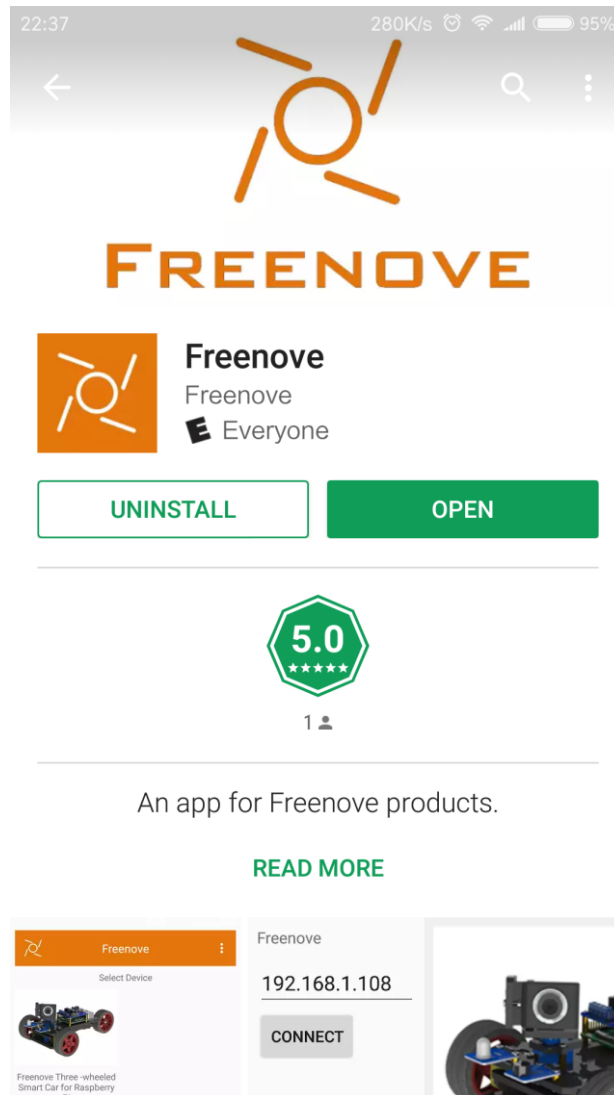 22:37 280K/s 95%
FREENOVE
Freenove
Freenove
E Everyone
UNINSTALL OPEN
5.0
1
An app for Freenove products.
READ MORE
Freenove
Select Device
Freenove Three -wheeled
Smart Car for Raspberry
Freenove
192.168.1.108
CONNECT